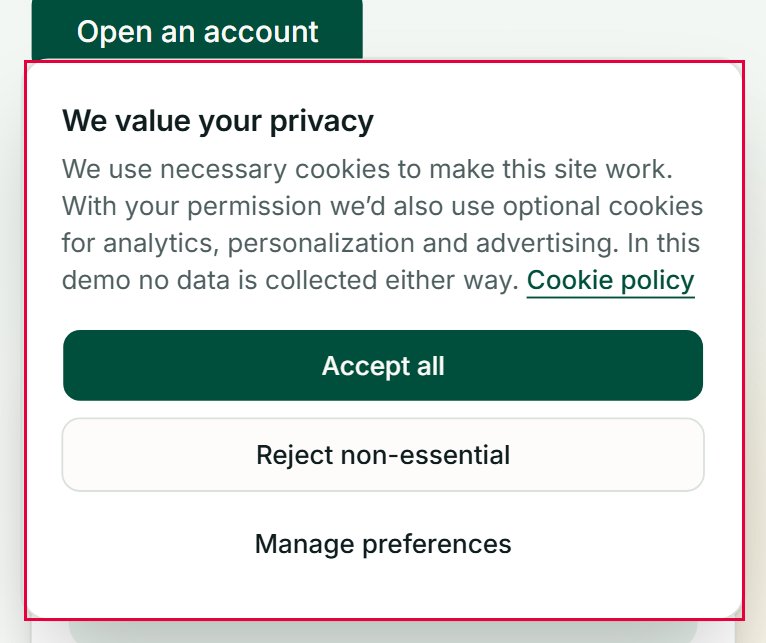 Open an account
We value your privacy
We use necessary cookies to make this site work.
With your permission we’d also use optional cookies
for analytics, personalization and advertising. In this
demo no data is collected either way. Cookie policy
Accept all
Reject non-essential
Manage preferences